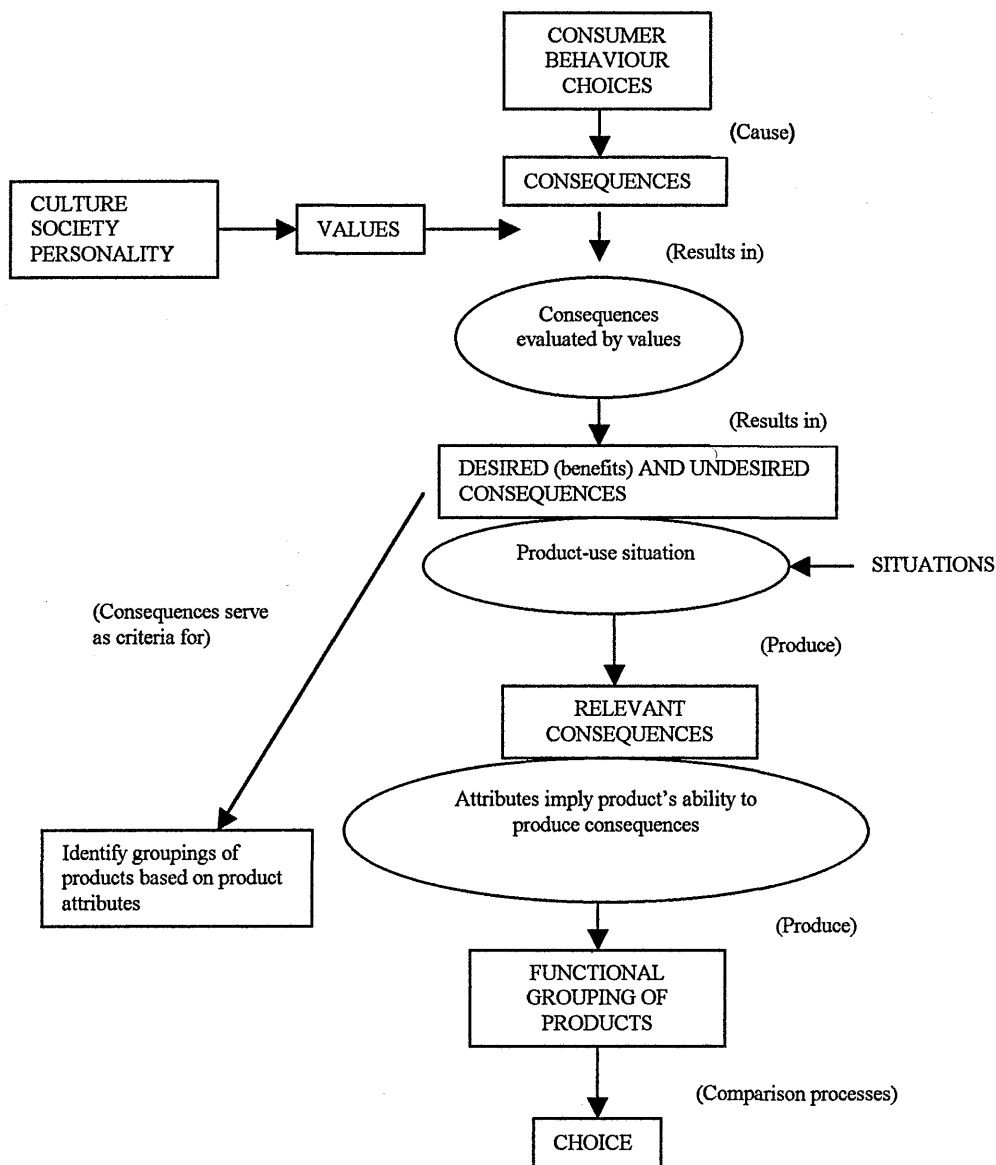 CONSUMER
BEHAVIOUR
CHOICES
(Cause)
CONSEQUENCES
CULTURE
SOCIETY
PERSONALITY
VALUES
(Results in)
Consequences
evaluated by values
(Results in)
DESIRED (benefits) AND UNDESIRED
CONSEQUENCES
Product-use situation
SITUATIONS
(Consequences serve
as criteria for)
(Produce)
RELEVANT
CONSEQUENCES
Attributes imply product's ability to
produce consequences
Identify groupings of
products based on product
attributes
(Produce)
FUNCTIONAL
GROUPING OF
PRODUCTS
(Comparison processes)
CHOICE